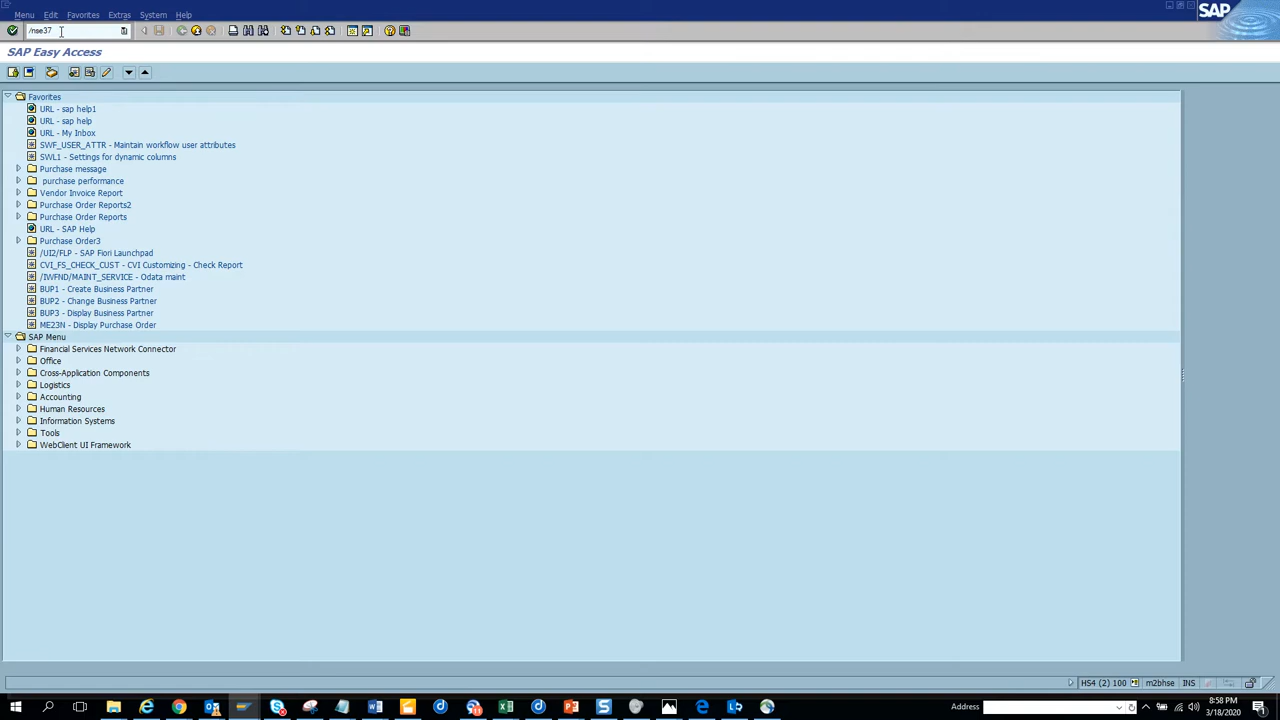 Menu Edit Favorites Extras System Help
SAP
/nse37
SAP Easy Access
Favorites
URL - sap help1
URL - sap help
URL - My Inbox
SWF_USER_ATTR - Maintain workflow user attributes
SWL1 - Settings for dynamic columns
Purchase message
purchase performance
Vendor Invoice Report
Purchase Order Reports2
Purchase Order Reports
URL - SAP Help
Purchase Order3
/UI2/FLP - SAP Fiori Launchpad
CVI_FS_CHECK_CUST - CVI Customizing - Check Report
/IWFND/MAINT_SERVICE - Odata maint
BUP1 - Create Business Partner
BUP2 - Change Business Partner
BUP3 - Display Business Partner
ME23N - Display Purchase Order
SAP Menu
Financial Services Network Connector
Office
Cross-Application Components
Logistics
Accounting
Human Resources
Information Systems
Tools
WebClient UI Framework
HS4 (2) 100 m2bhse INS
Address
8:58 PM
3/18/2020